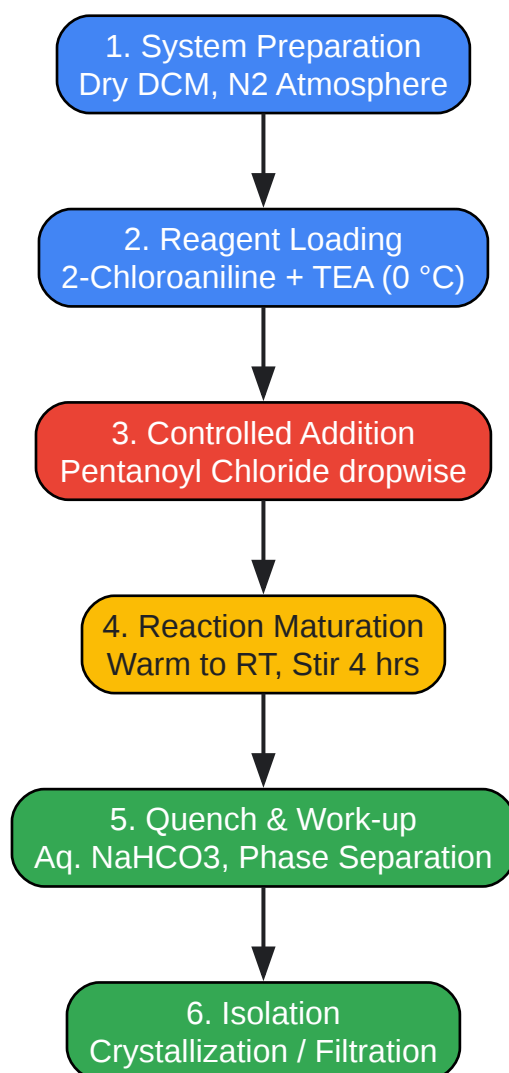 1. System Preparation
Dry DCM, N2 Atmosphere
2. Reagent Loading
2-Chloroaniline + TEA (0 °C)
3. Controlled Addition
Pentanoyl Chloride dropwise
4. Reaction Maturation
Warm to RT, Stir 4 hrs
5. Quench & Work-up
Aq. NaHCO3, Phase Separation
6. Isolation
Crystallization / Filtration